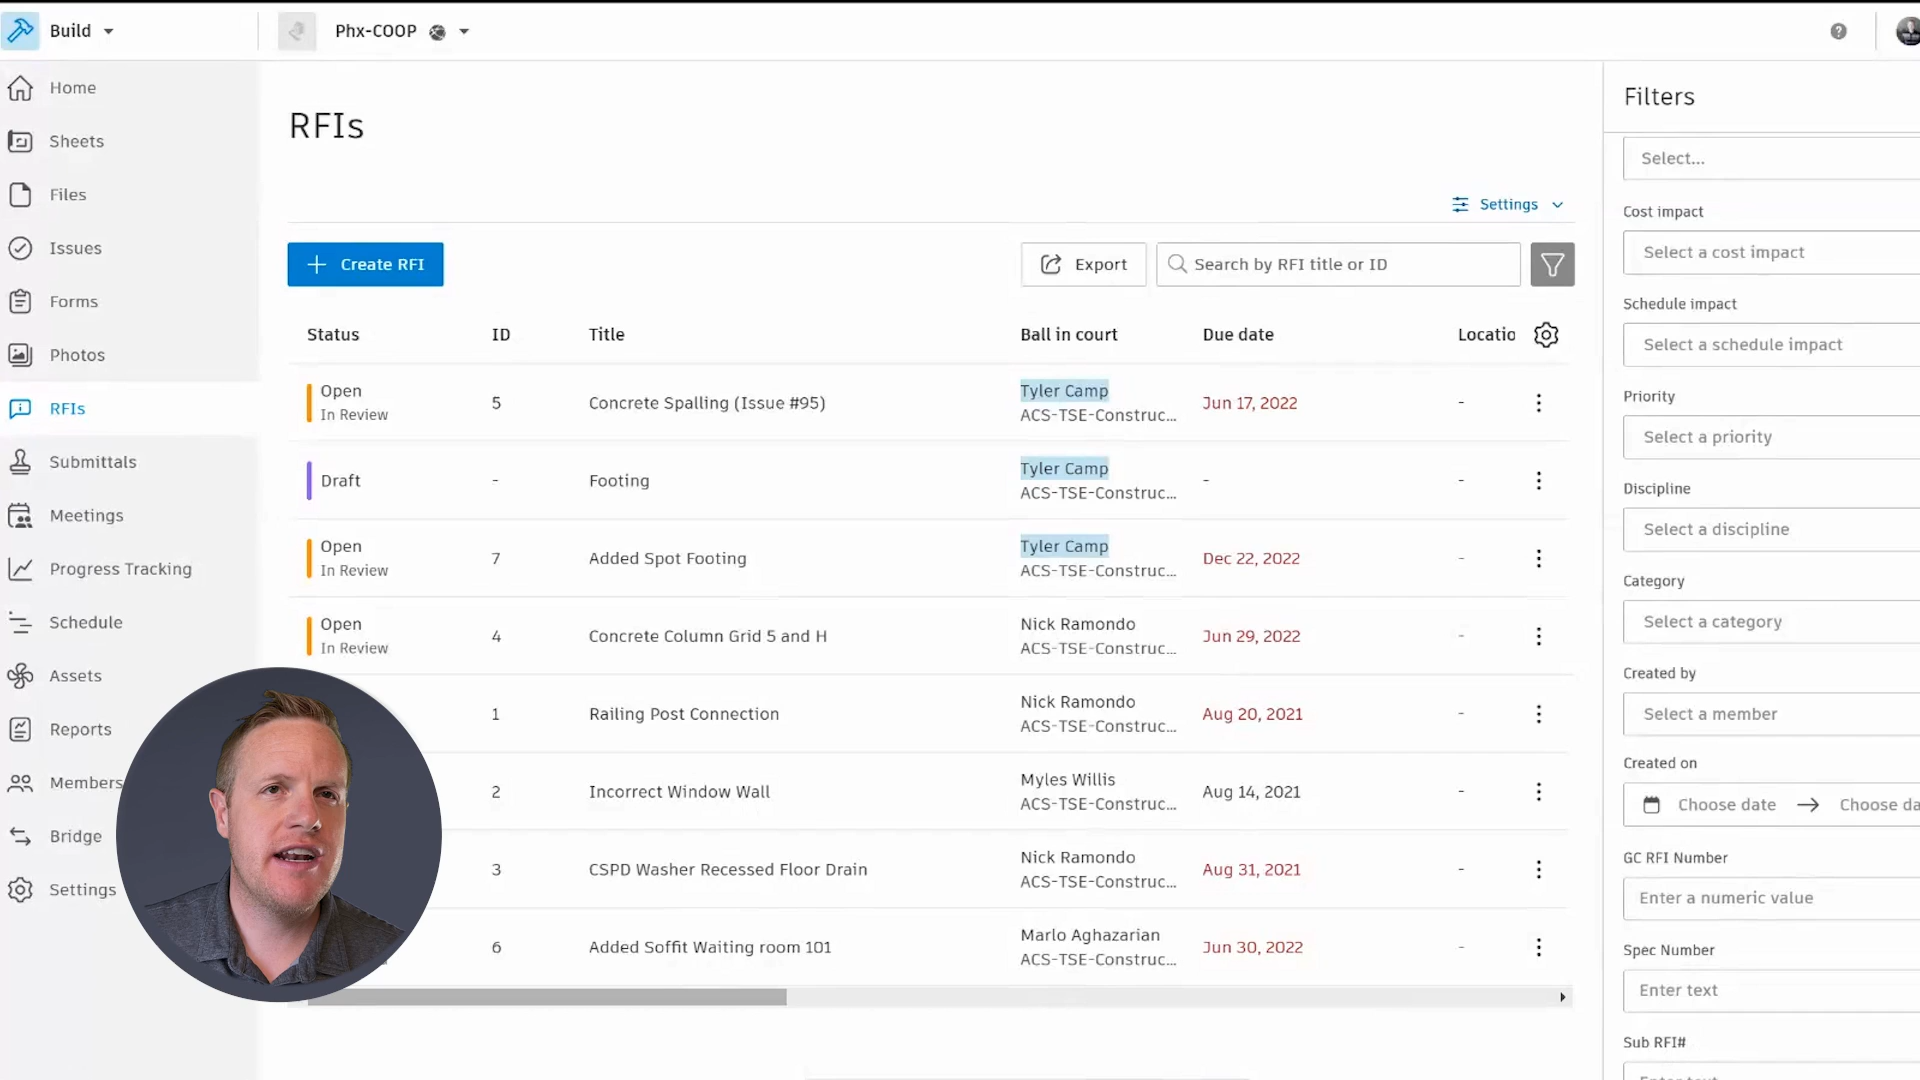 Build
Phx-COOP
Home
Sheets
Files
Issues
Forms
Photos
RFIs
Submittals
Meetings
Progress Tracking
Schedule
Assets
Reports
Members
Bridge
Settings
RFIs
Settings
Create RFI
Export
Search by RFI title or ID
Status ID Title Ball in court Due date Locatio
Open
In Review
5
Concrete Spalling (Issue #95)
Tyler Camp
ACS-TSE-Construc...
Jun 17, 2022
-
Draft
-
Footing
Tyler Camp
ACS-TSE-Construc...
-
-
Open
In Review
7
Added Spot Footing
Tyler Camp
ACS-TSE-Construc...
Dec 22, 2022
-
Open
In Review
4
Concrete Column Grid 5 and H
Nick Ramondo
ACS-TSE-Construc...
Jun 29, 2022
-
1
Railing Post Connection
Nick Ramondo
ACS-TSE-Construc...
Aug 20, 2021
-
2
Incorrect Window Wall
Myles Willis
ACS-TSE-Construc...
Aug 14, 2021
-
3
CSPD Washer Recessed Floor Drain
Nick Ramondo
ACS-TSE-Construc...
Aug 31, 2021
-
6
Added Soffit Waiting room 101
Marlo Aghazarian
ACS-TSE-Construc...
Jun 30, 2022
-
Filters
Select...
Cost impact
Select a cost impact
Schedule impact
Select a schedule impact
Priority
Select a priority
Discipline
Select a discipline
Category
Select a category
Created by
Select a member
Created on
Choose date → Choose da
GC RFI Number
Enter a numeric value
Spec Number
Enter text
Sub RFI#